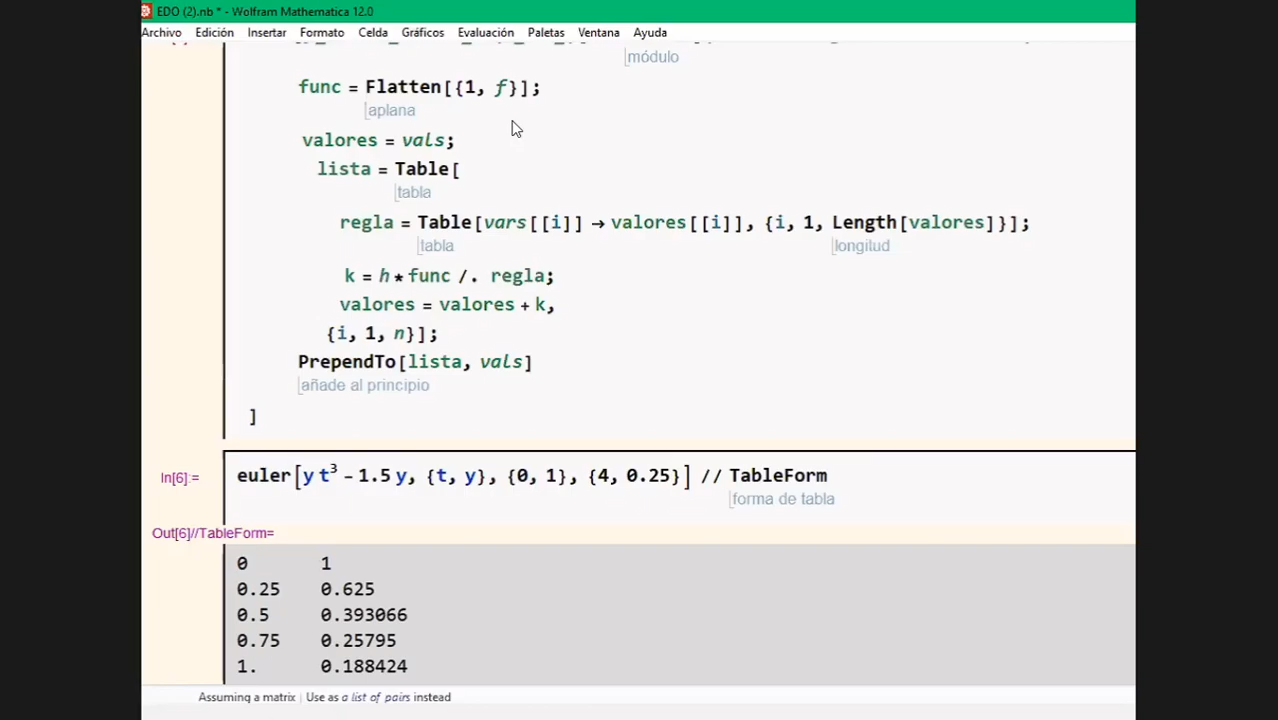 EDO (2).nb * - Wolfram Mathematica 12.0
Archivo Edición Insertar Formato Celda Gráficos Evaluación Paletas Ventana Ayuda
módulo
func = Flatten[{1, f}];
aplana
valores = vals;
lista = Table[
tabla
regla = Table[vars[[i]] → valores[[i]], {i, 1, Length[valores]}];
tabla longitud
k = h * func /. regla;
valores = valores + k,
{i, 1, n}];
PrependTo[lista, vals]
añade al principio
]
In[6]:= euler[y t³ - 1.5 y, {t, y}, {0, 1}, {4, 0.25}] // TableForm
forma de tabla
Out[6]//TableForm=
0 1
0.25 0.625
0.5 0.393066
0.75 0.25795
1. 0.188424
Assuming a matrix | Use as a list of pairs instead